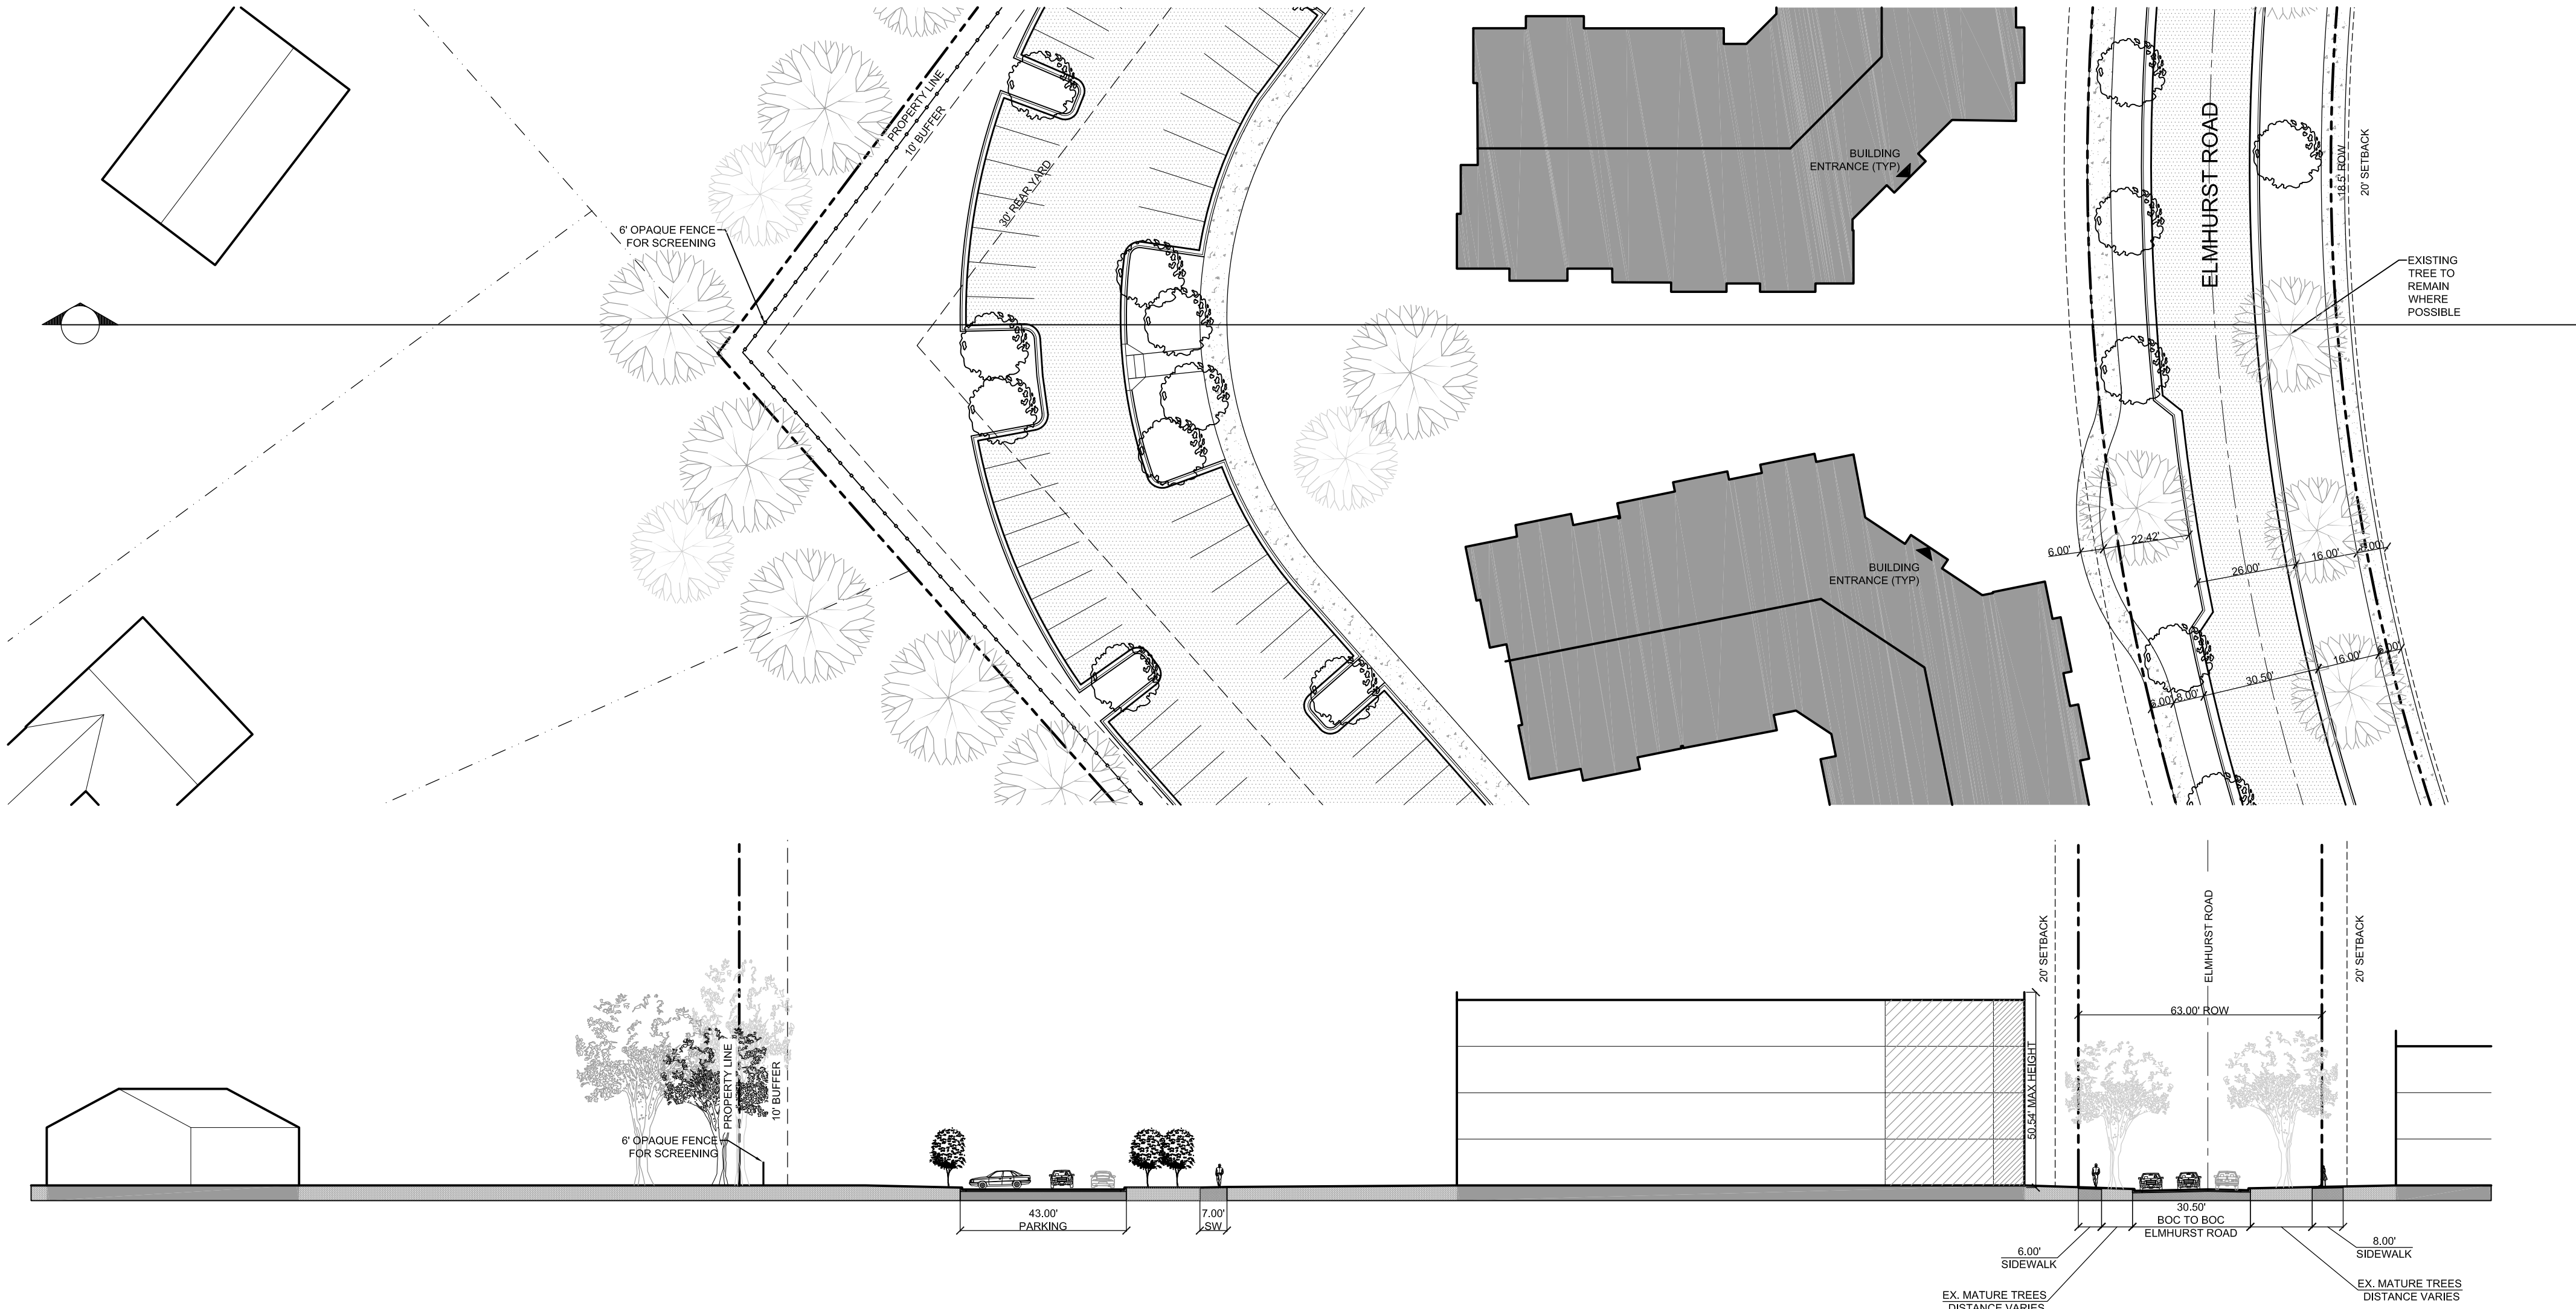 PROPERTY LINE
10' BUFFER
30' REAR YARD
6' OPAQUE FENCE
FOR SCREENING
BUILDING
ENTRANCE (TYP)
ELMHURST ROAD
18.5' ROW
20' SETBACK
EXISTING
TREE TO
REMAIN
WHERE
POSSIBLE
BUILDING
ENTRANCE (TYP)
6.00'
22.42'
26.00'
16.00'
6.00'
8.00'
30.50'
16.00'
6.00'
PROPERTY LINE
10' BUFFER
6' OPAQUE FENCE
FOR SCREENING
43.00'
PARKING
7.00'
SW
50.54' MAX HEIGHT
20' SETBACK
ELMHURST ROAD
20' SETBACK
63.00' ROW
30.50'
BOC TO BOC
ELMHURST ROAD
6.00'
SIDEWALK
8.00'
SIDEWALK
EX. MATURE TREES
DISTANCE VARIES
EX. MATURE TREES
DISTANCE VARIES